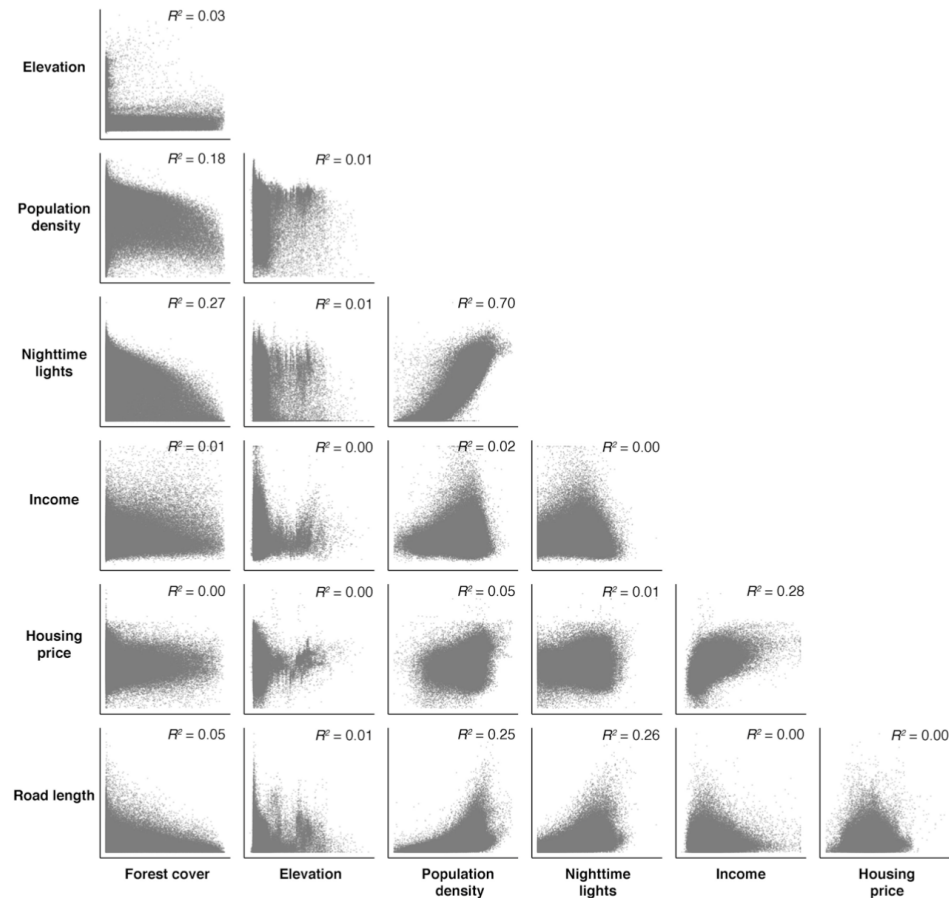 R² = 0.03
Elevation
R² = 0.18
R² = 0.01
Population
density
R² = 0.27
R² = 0.01
R² = 0.70
Nighttime
lights
R² = 0.01
R² = 0.00
R² = 0.02
R² = 0.00
Income
R² = 0.00
R² = 0.00
R² = 0.05
R² = 0.01
R² = 0.28
Housing
price
R² = 0.05
R² = 0.01
R² = 0.25
R² = 0.26
R² = 0.00
R² = 0.00
Road length
Forest cover
Elevation
Population
density
Nighttime
lights
Income
Housing
price